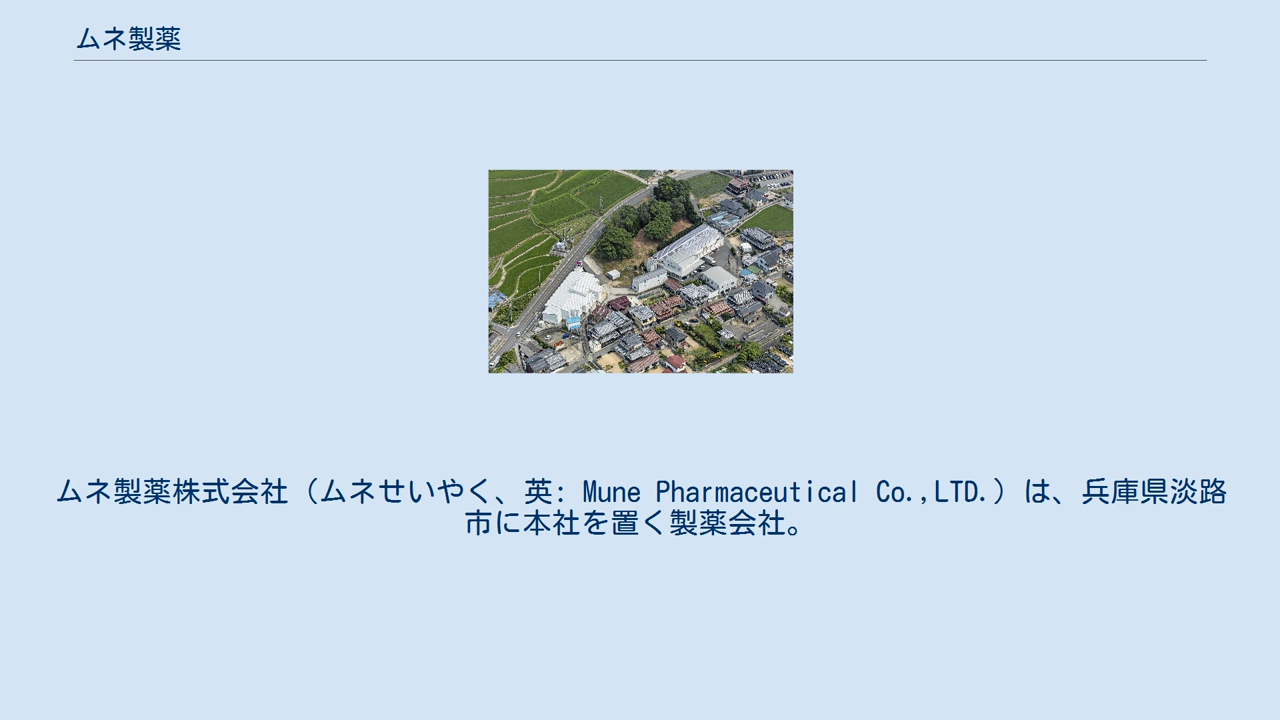 ムネ製薬
ムネ製薬株式会社（ムネせいやく、英: Mune Pharmaceutical Co.,LTD.）は、兵庫県淡路
市に本社を置く製薬会社。